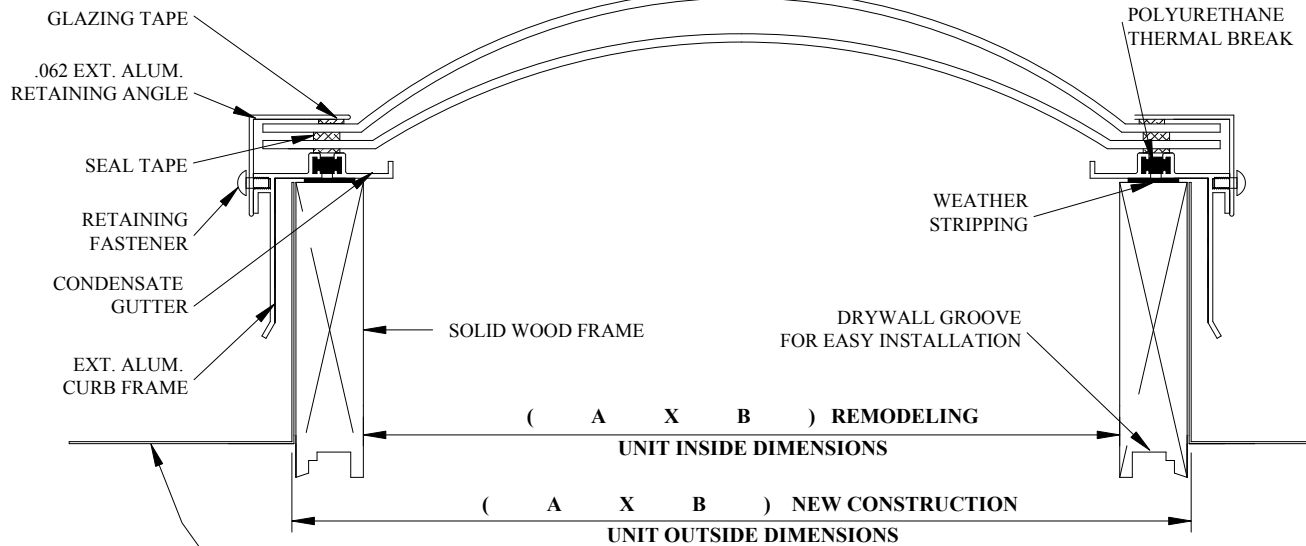 GLAZING TAPE
.062 EXT. ALUM.
RETAINING ANGLE
SEAL TAPE
RETAINING
FASTENER
CONDENSATE
GUTTER
EXT. ALUM.
CURB FRAME
POLYURETHANE
THERMAL BREAK
WEATHER
STRIPPING
SOLID WOOD FRAME
DRYWALL GROOVE
FOR EASY INSTALLATION
( A X B ) REMODELING
UNIT INSIDE DIMENSIONS
( A X B ) NEW CONSTRUCTION
UNIT OUTSIDE DIMENSIONS